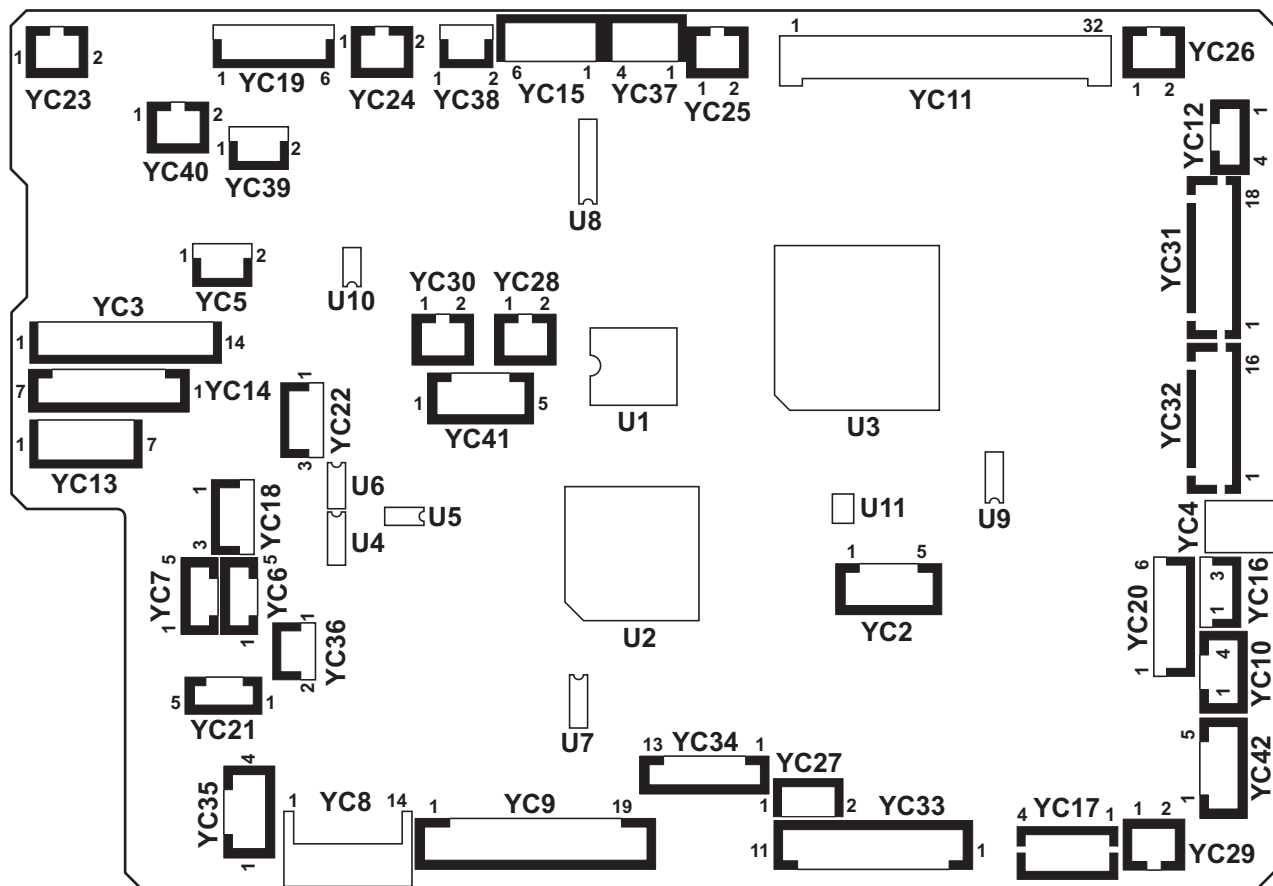 1 32
1 2 YC23
1 6 YC19
1 2 YC24
1 2 YC38
6 1 YC15
4 1 YC37
1 2 YC25
YC11
1 2 YC26
1 2 YC40
1 2 YC39
U8
YC12 1 4
YC31 18 1
1 2 YC5
U10
YC30 1 2
YC28 1 2
YC3
1 14
7 1 YC14
1 7 YC13
1 3 YC22
1 5 YC41
U1
U3
YC32 16 1
1 3 YC18
U6
U4
U5
U11
U9
YC4
YC7 5 1
YC6 5 1
YC36 1 2
U2
1 5 YC2
YC20 6 1
YC16 3 1
YC10 4 1
5 1 YC21
U7
YC42 5 1
YC35 4 1
YC8 1 14
YC9 1 19
13 YC34 1
YC27 1 2
YC33 11 1
YC17 4 1
1 2 YC29